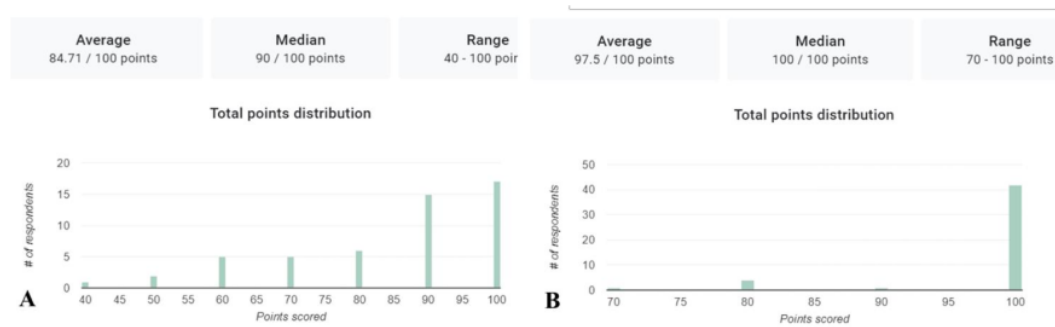 Average
84.71 / 100 points
Median
90 / 100 points
Range
40 - 100 poir
Total points distribution
20
15
10
5
0
# of respondents
40 45 50 55 60 65 70 75 80 85 90 95 100
Points scored
A
Average
97.5 / 100 points
Median
100 / 100 points
Range
70 - 100 points
Total points distribution
50
40
30
20
10
0
# of respondents
70 75 80 85 90 95 100
Points scored
B